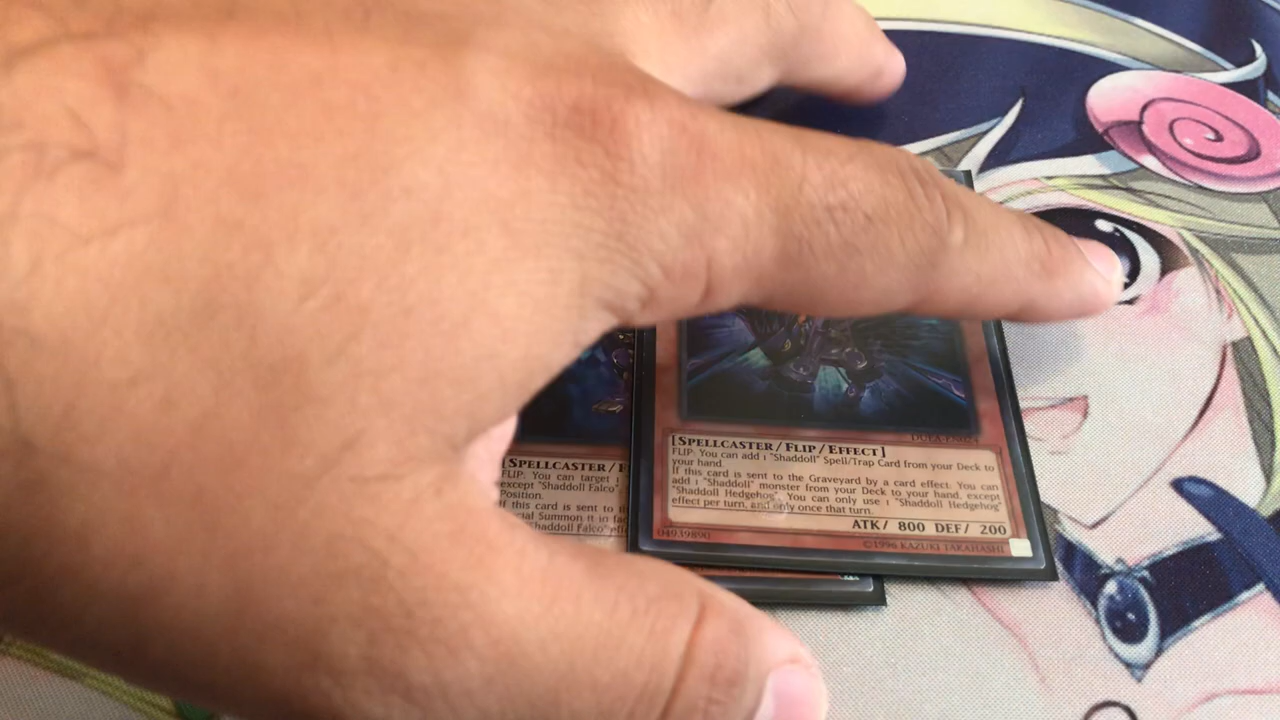 DUEA-EN024
[SPELLCASTER/FLIP/EFFECT]
FLIP: You can add 1 "Shaddoll" Spell/Trap Card from your Deck to
your hand.
If this card is sent to the Graveyard by a card effect: You can
add 1 "Shaddoll" monster from your Deck to your hand, except
"Shaddoll Hedgehog". You can only use 1 "Shaddoll Hedgehog"
effect per turn, and only once that turn.
ATK/ 800 DEF/ 200
04939890
©1996 KAZUKI TAKAHASHI
[SPELLCASTER/F
FLIP: You can target 1
except "Shaddoll Falco"
Position.
If this card is sent to
Summon it in
"Shaddoll Falco"